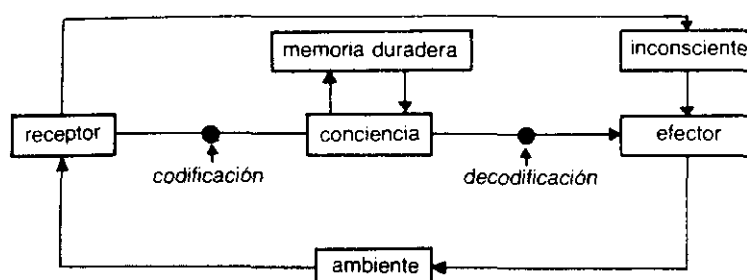 memoria duradera
inconsciente
receptor
conciencia
efector
codificación
decodificación
ambiente